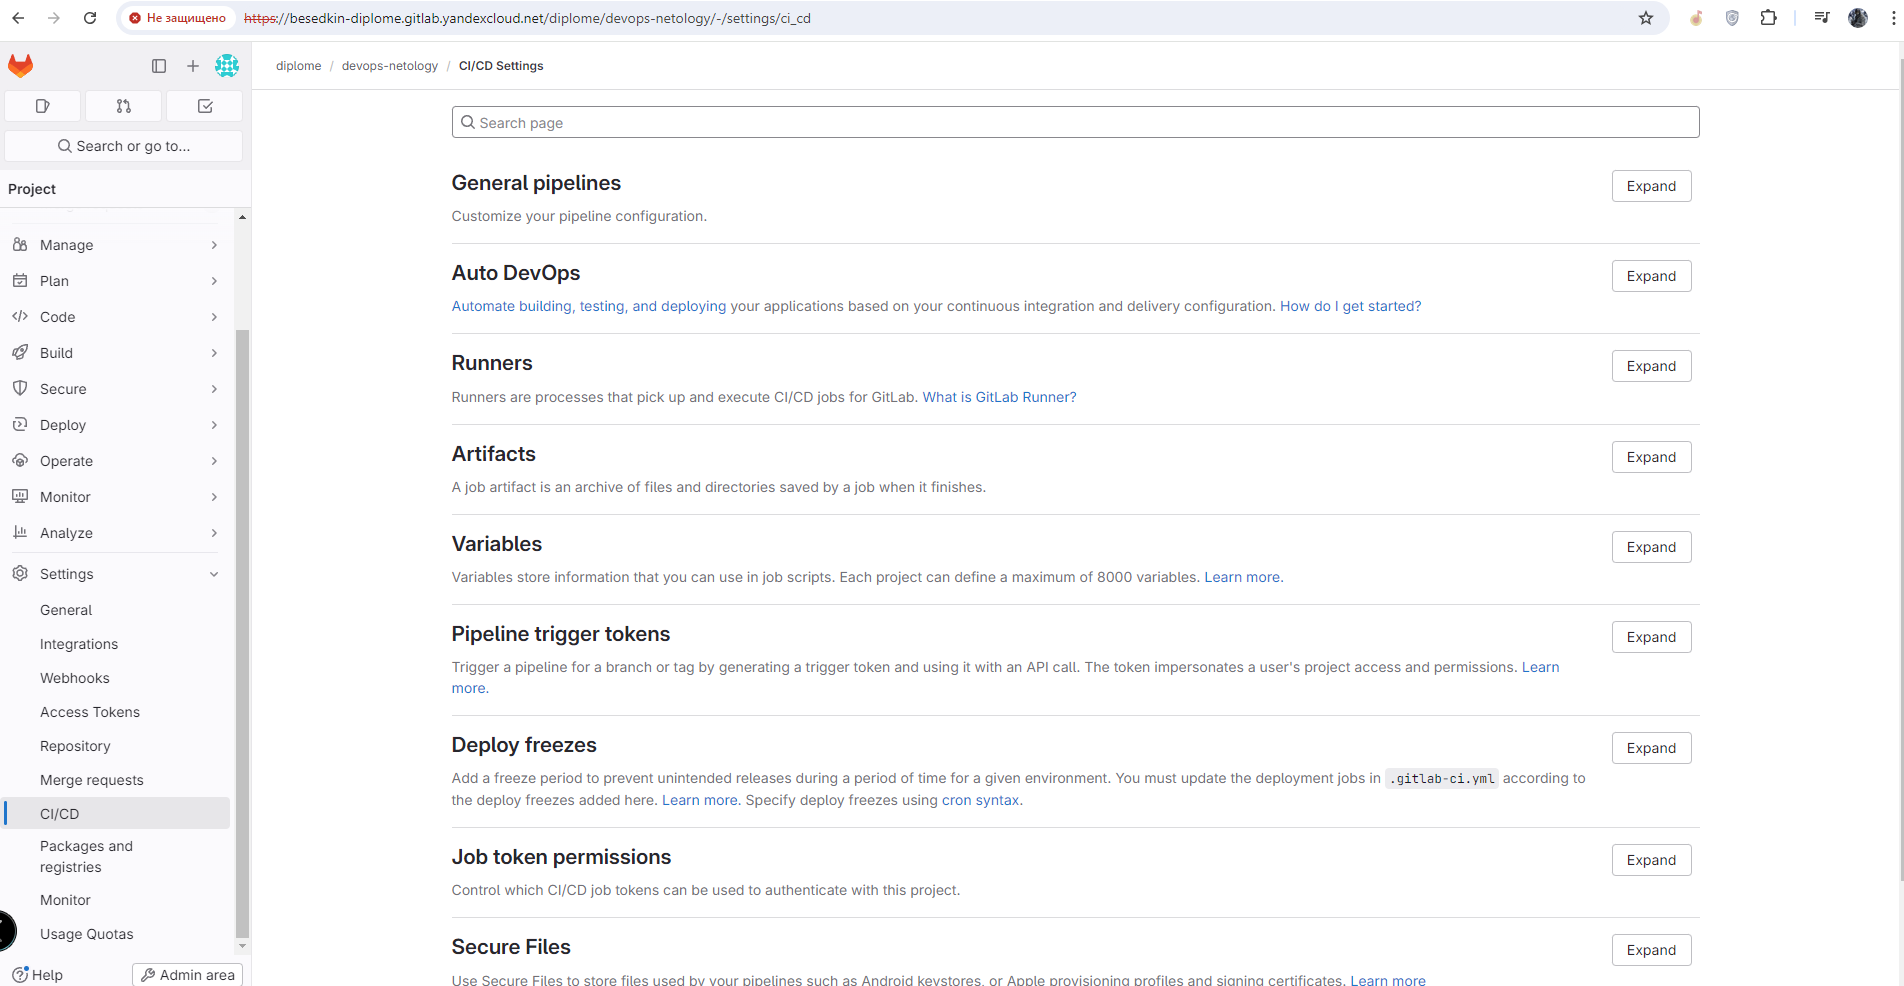 Не защищено
https://besedkin-diplome.gitlab.yandexcloud.net/diplome/devops-netology/-/settings/ci_cd
diplome / devops-netology / CI/CD Settings
Search or go to...
Project
Manage
Plan
Code
Build
Secure
Deploy
Operate
Monitor
Analyze
Settings
General
Integrations
Webhooks
Access Tokens
Repository
Merge requests
CI/CD
Packages and
registries
Monitor
Usage Quotas
Help
Admin area
Search page
General pipelines
Expand
Customize your pipeline configuration.
Auto DevOps
Expand
Automate building, testing, and deploying your applications based on your continuous integration and delivery configuration. How do I get started?
Runners
Expand
Runners are processes that pick up and execute CI/CD jobs for GitLab. What is GitLab Runner?
Artifacts
Expand
A job artifact is an archive of files and directories saved by a job when it finishes.
Variables
Expand
Variables store information that you can use in job scripts. Each project can define a maximum of 8000 variables. Learn more.
Pipeline trigger tokens
Expand
Trigger a pipeline for a branch or tag by generating a trigger token and using it with an API call. The token impersonates a user's project access and permissions. Learn
more.
Deploy freezes
Expand
Add a freeze period to prevent unintended releases during a period of time for a given environment. You must update the deployment jobs in .gitlab-ci.yml according to
the deploy freezes added here. Learn more. Specify deploy freezes using cron syntax.
Job token permissions
Expand
Control which CI/CD job tokens can be used to authenticate with this project.
Secure Files
Expand
Use Secure Files to store files used by your pipelines such as Android keystores, or Apple provisioning profiles and signing certificates. Learn more